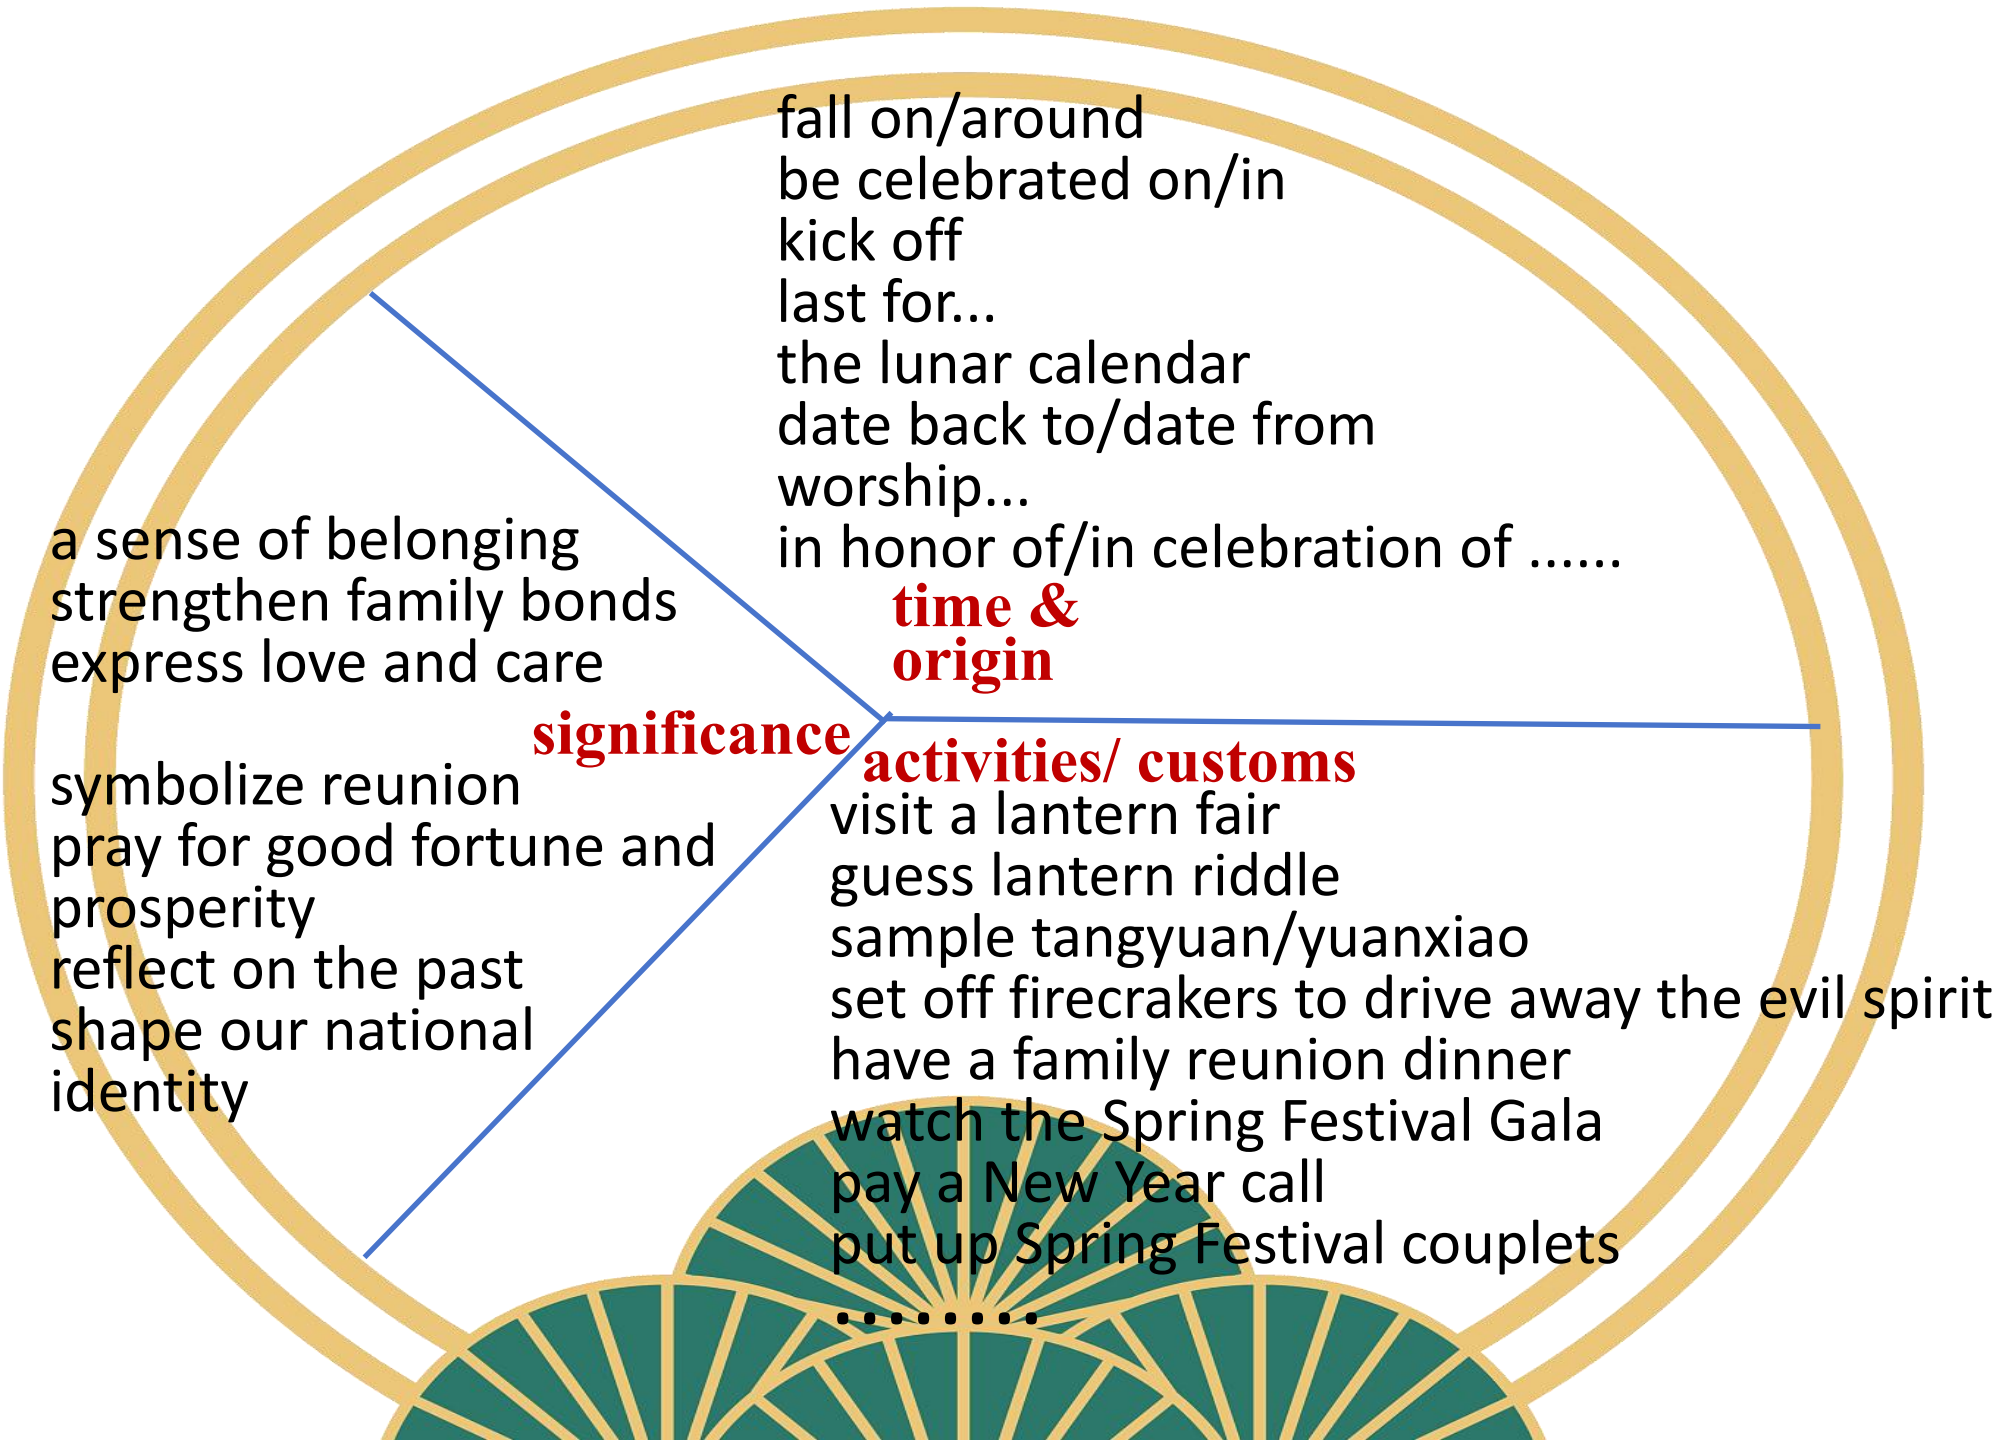 fall on/around
be celebrated on/in
kick off
last for...
the lunar calendar
date back to/date from
worship...
in honor of/in celebration of ......
time &
origin
a sense of belonging
strengthen family bonds
express love and care
significance
symbolize reunion
pray for good fortune and
prosperity
reflect on the past
shape our national
identity
activities/ customs
visit a lantern fair
guess lantern riddle
sample tangyuan/yuanxiao
set off firecrakers to drive away the evil spirit
have a family reunion dinner
watch the Spring Festival Gala
pay a New Year call
put up Spring Festival couplets
........